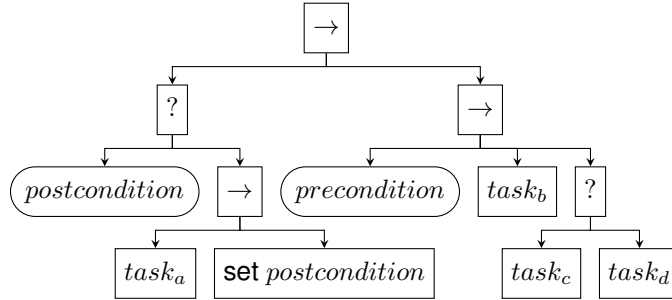 →
? →
postcondition → precondition task_b ?
task_a set postcondition task_c task_d